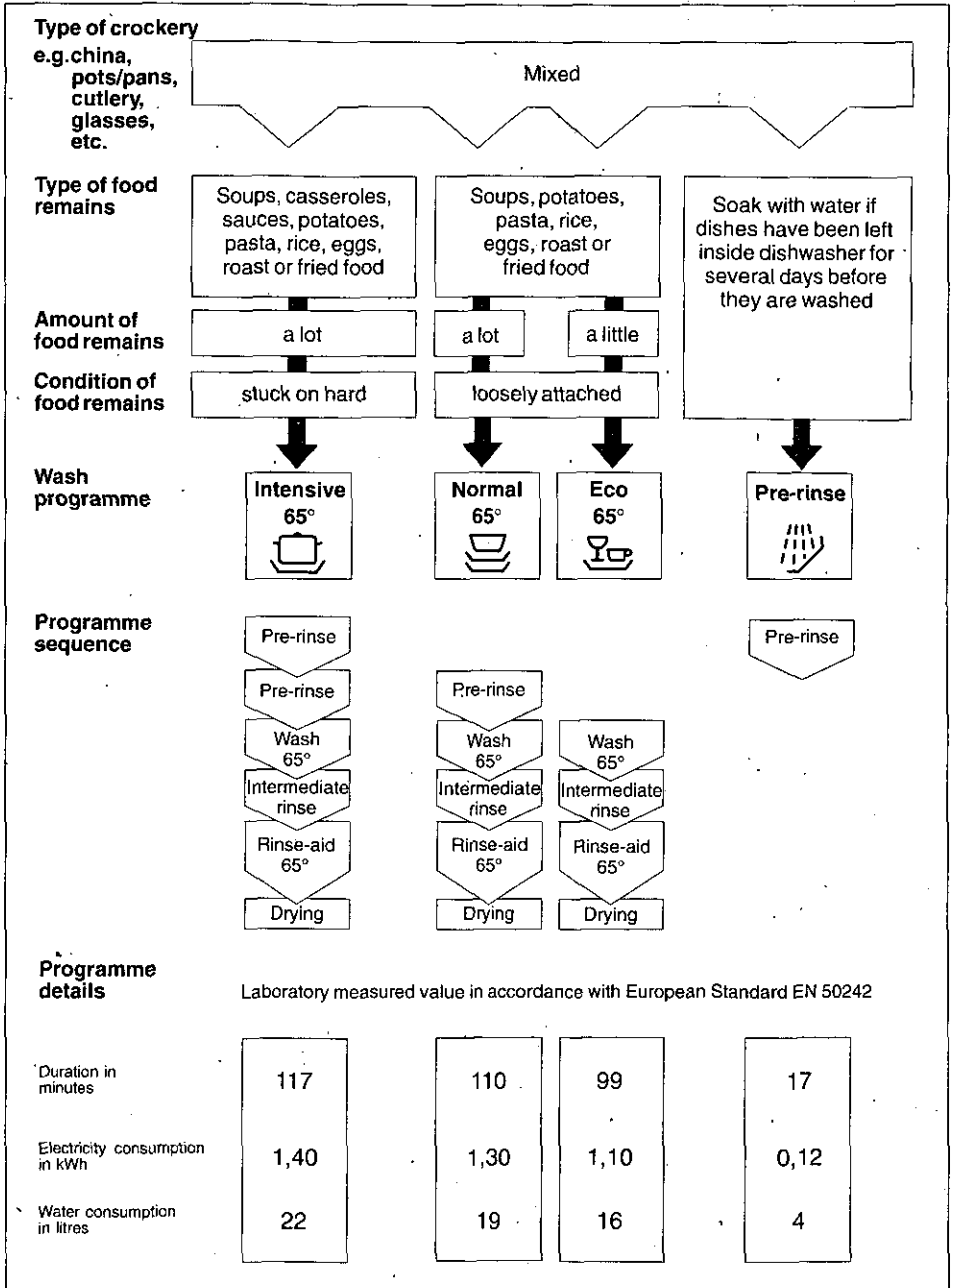 Type of crockery
e.g.china,
pots/pans,
cutlery,
glasses,
etc.
Mixed
Type of food
remains
Soups, casseroles,
sauces, potatoes,
pasta, rice, eggs,
roast or fried food
Soups, potatoes,
pasta, rice,
eggs, roast or
fried food
Soak with water if
dishes have been left
inside dishwasher for
several days before
they are washed
Amount of
food remains
a lot
a lot
a little
Condition of
food remains
stuck on hard
loosely attached
Wash
programme
Intensive
65°
Normal
65°
Eco
65°
Pre-rinse
Programme
sequence
Pre-rinse
Pre-rinse
Wash
65°
Intermediate
rinse
Rinse-aid
65°
Drying
Pre-rinse
Wash
65°
Intermediate
rinse
Rinse-aid
65°
Drying
Wash
65°
Intermediate
rinse
Rinse-aid
65°
Drying
Pre-rinse
Programme
details
Laboratory measured value in accordance with European Standard EN 50242
Duration in
minutes
117 110 99 17
Electricity consumption
in kWh
1,40 1,30 1,10 0,12
Water consumption
in litres
22 19 16 4